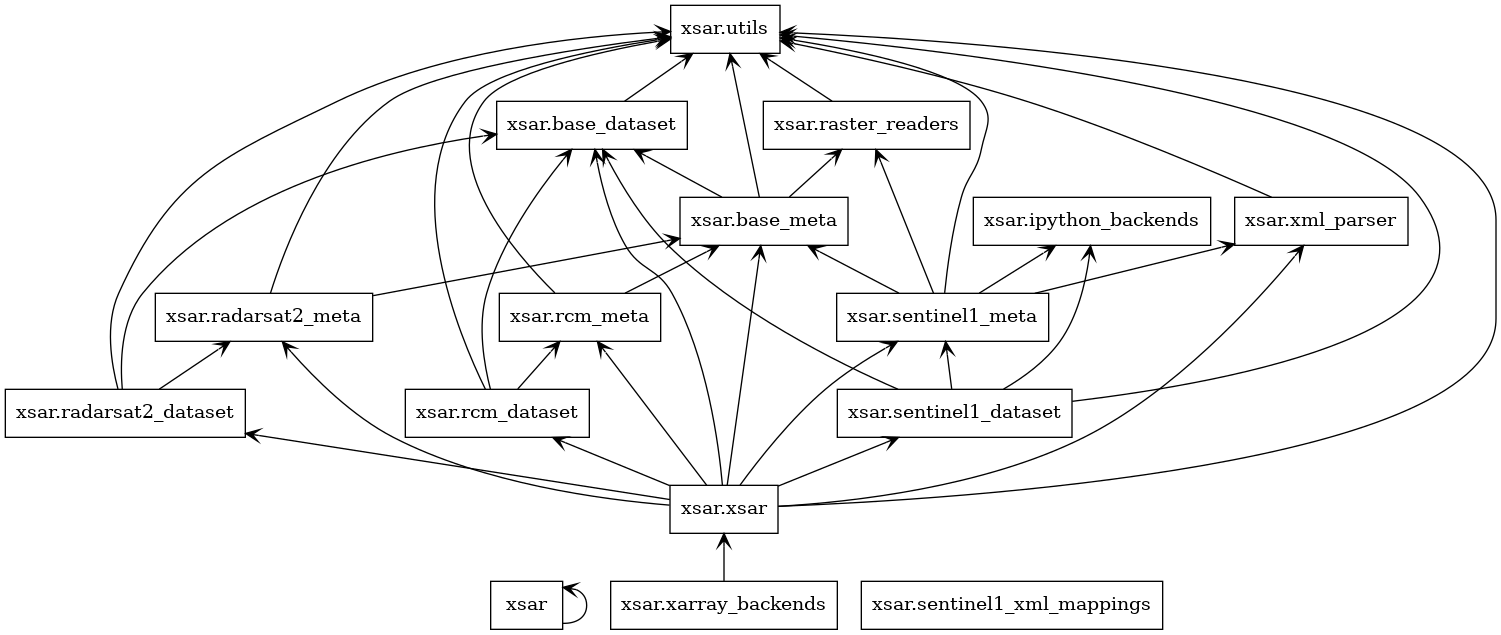 xsar.utils
xsar.base_dataset
xsar.raster_readers
xsar.base_meta
xsar.ipython_backends
xsar.xml_parser
xsar.radarsat2_meta
xsar.rcm_meta
xsar.sentinel1_meta
xsar.radarsat2_dataset
xsar.rcm_dataset
xsar.sentinel1_dataset
xsar.xsar
xsar
xsar.xarray_backends
xsar.sentinel1_xml_mappings